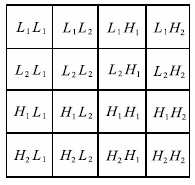 L₁L₁ L₁L₂ L₁H₁ L₁H₂
L₂L₁ L₂L₂ L₂H₁ L₂H₂
H₁L₁ H₁L₂ H₁H₁ H₁H₂
H₂L₁ H₂L₂ H₂H₁ H₂H₂